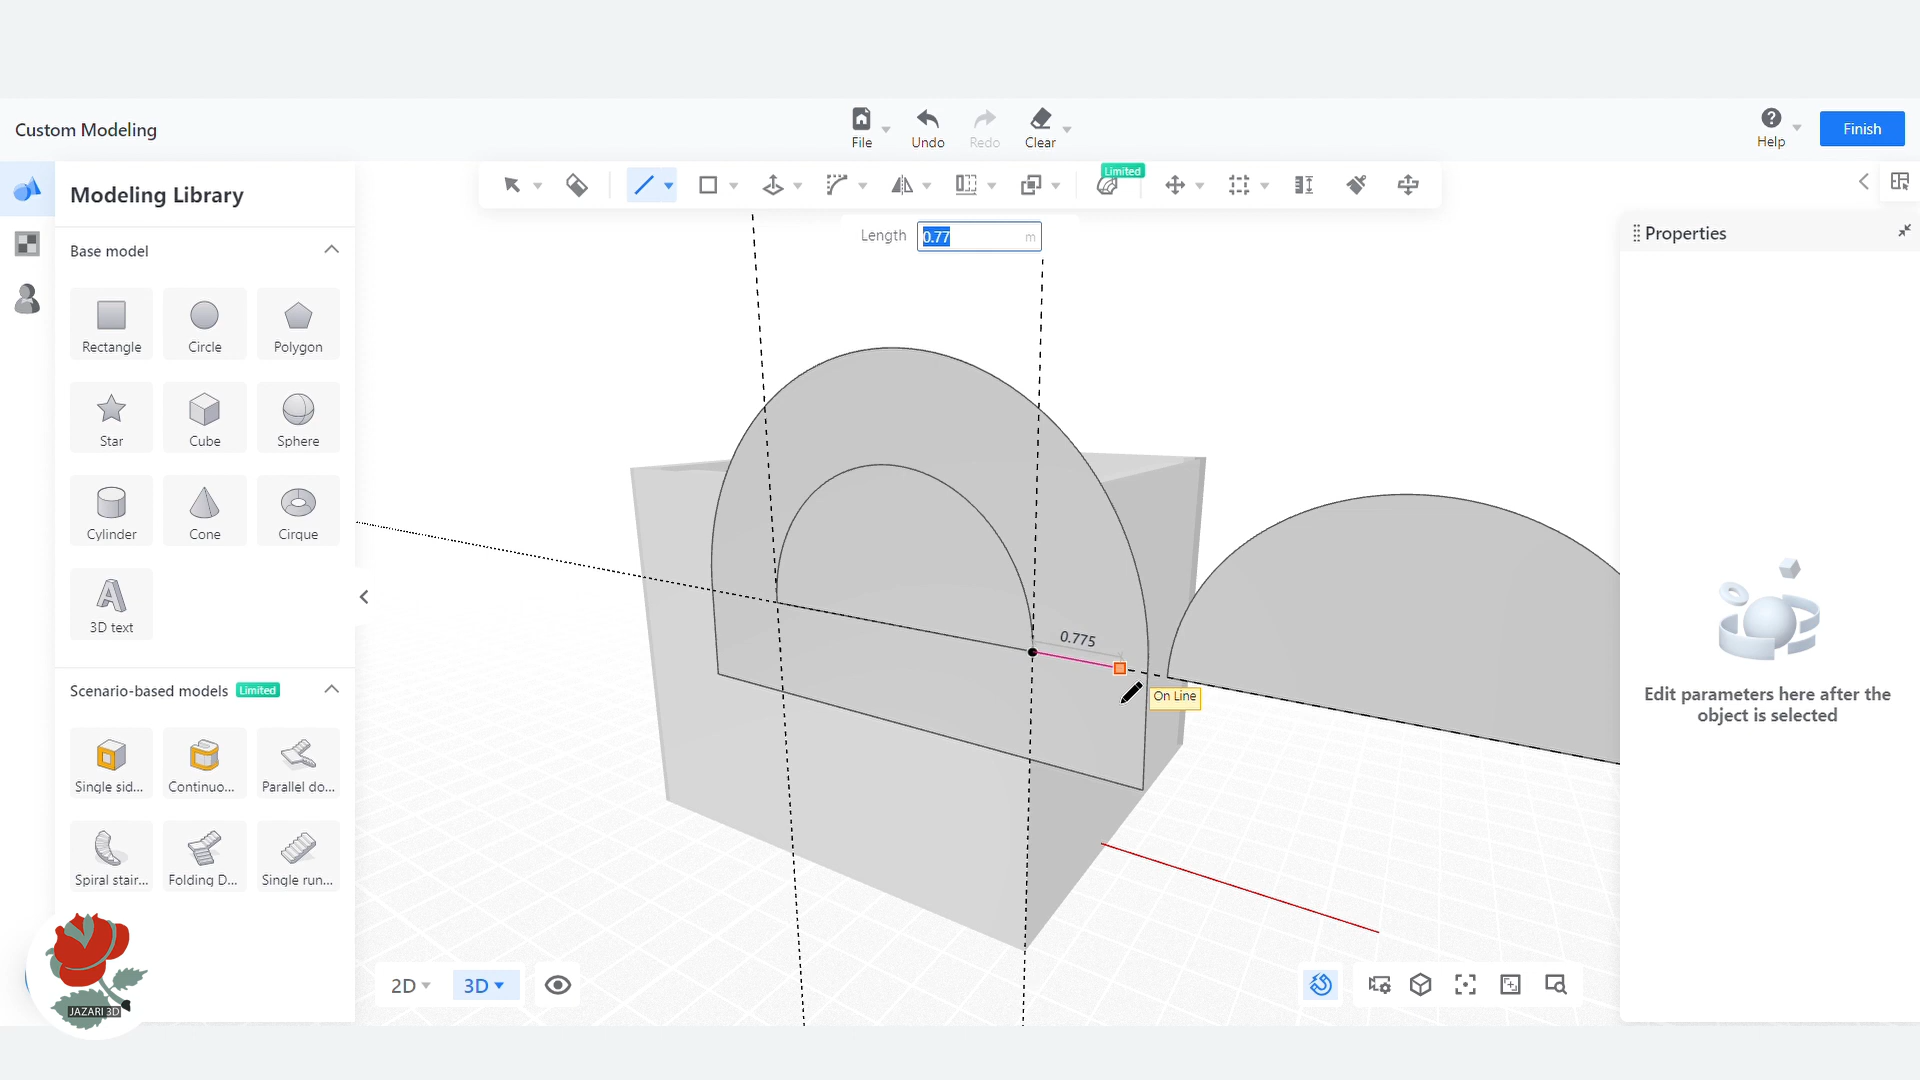 Custom Modeling
File
Undo
Redo
Clear
Help
Finish
Modeling Library
Limited
Length 0.77 m
Properties
Base model
Rectangle
Circle
Polygon
Star
Cube
Sphere
Cylinder
Cone
Cirque
3D text
0.775
On Line
Edit parameters here after the
object is selected
Scenario-based models Limited
Single sid...
Continuo...
Parallel do...
Spiral stair...
Folding D...
Single run...
JAZARI 3D
2D
3D